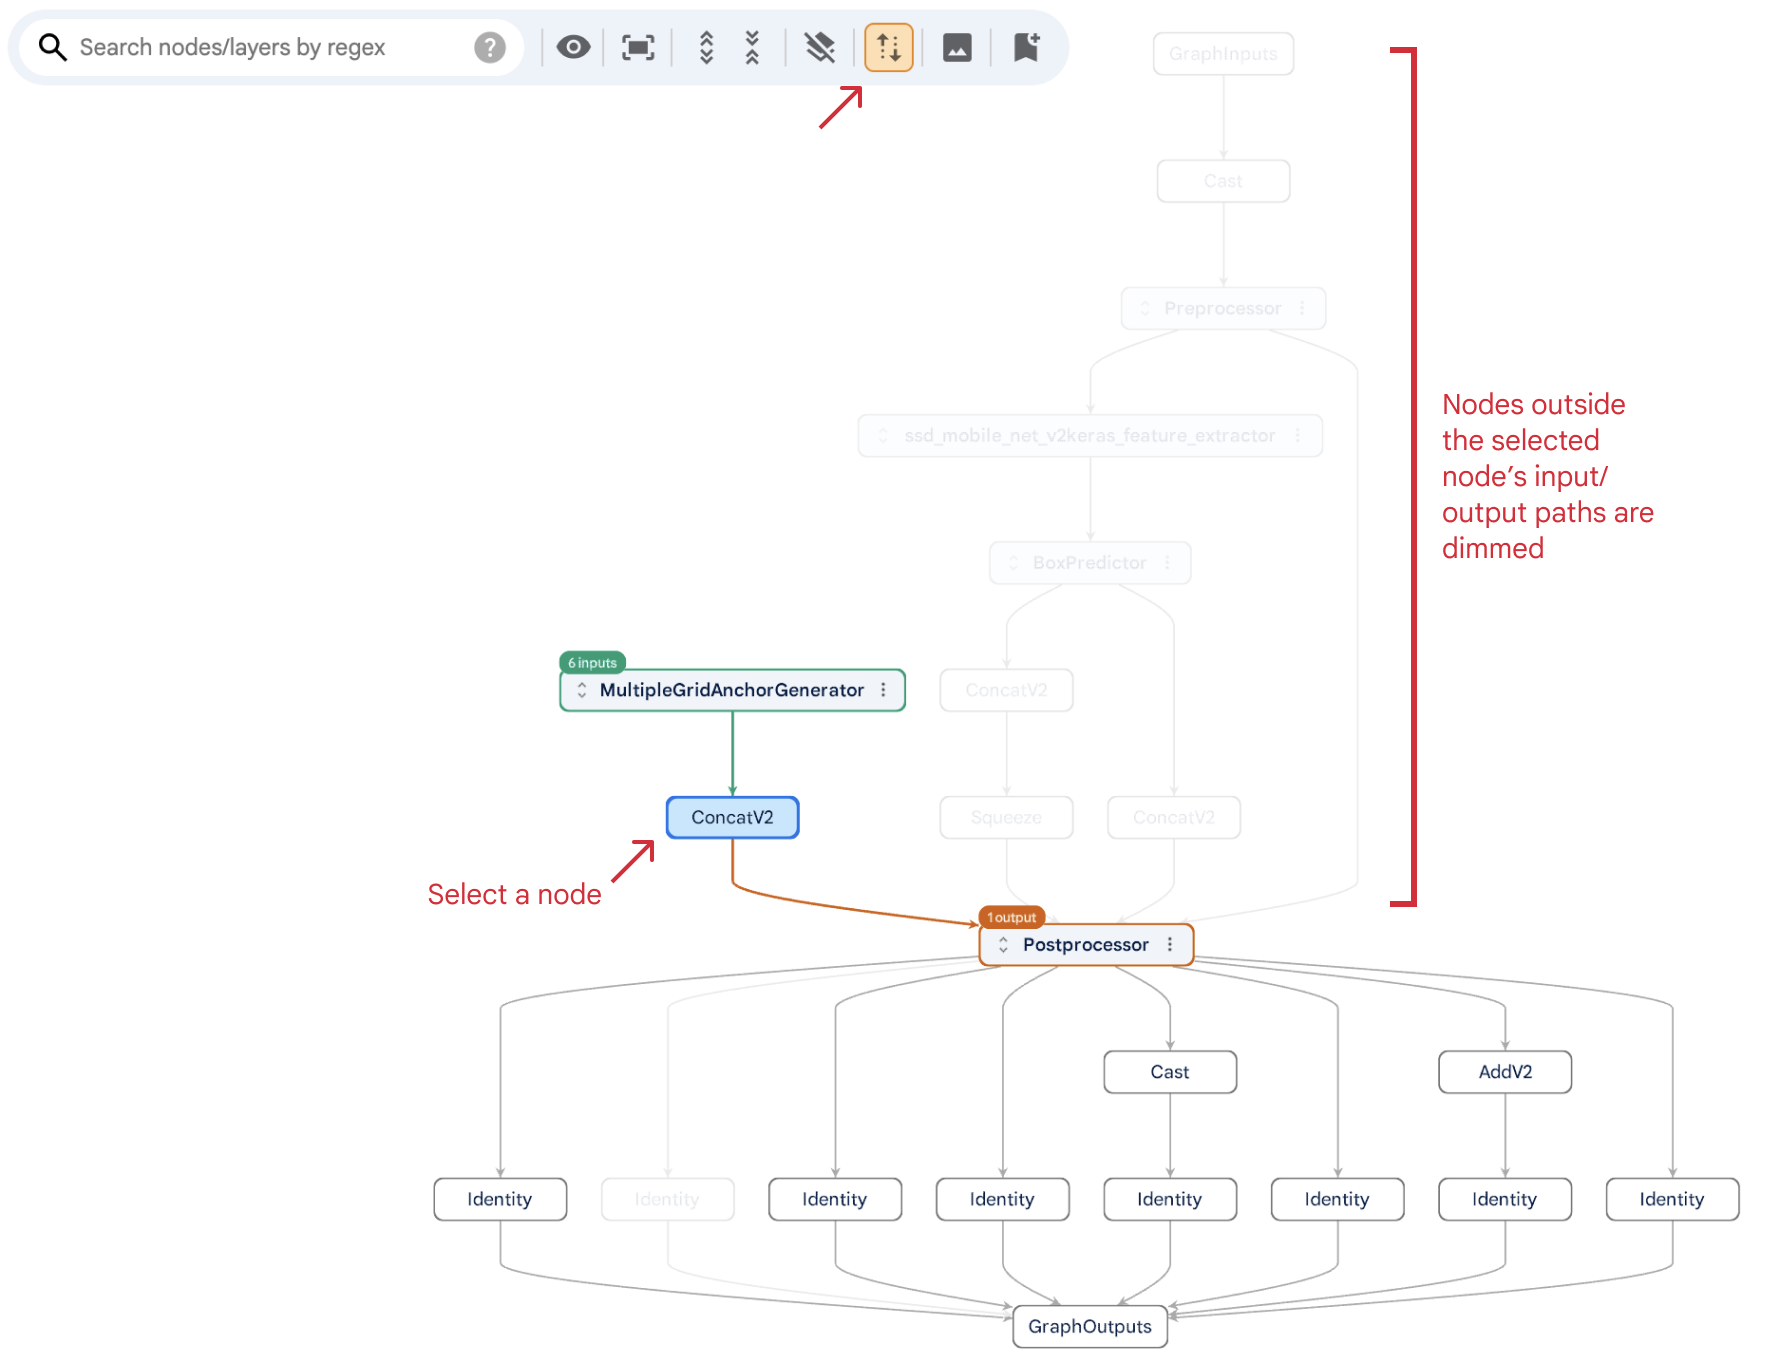 Search nodes/layers by regex
?
GraphInputs
Cast
Preprocessor
Nodes outside
the selected
node's input/
output paths are
dimmed
ssd_mobile_net_v2keras_feature_extractor
BoxPredictor
6 inputs
MultipleGridAnchorGenerator
ConcatV2
ConcatV2
Squeeze
ConcatV2
Select a node
1 output
Postprocessor
Cast
AddV2
Identity
Identity
Identity
Identity
Identity
Identity
Identity
Identity
GraphOutputs